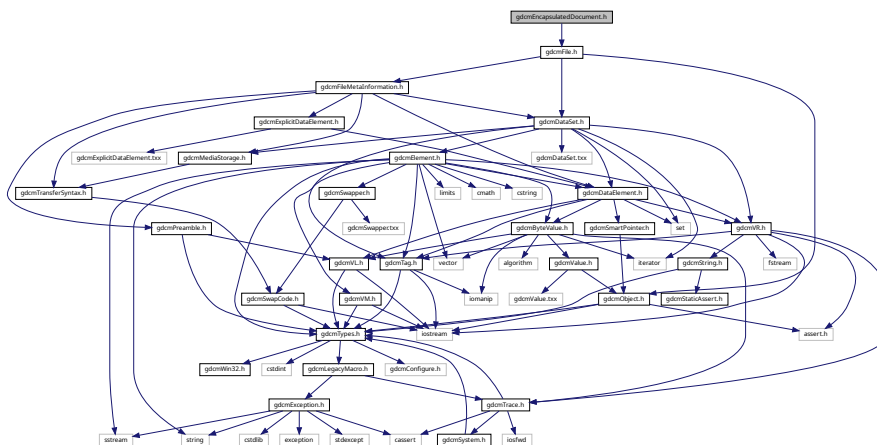 gdcmEncapsulatedDocument.h
gdcmFile.h
gdcmFileMetaInformation.h
gdcmExplicitDataElement.h
gdcmDataSet.h
gdcmExplicitDataElement.txx
gdcmMediaStorage.h
gdcmElement.h
gdcmDataSet.txx
gdcmTransferSyntax.h
gdcmSwapper.h
limits
cmath
cstring
gdcmDataElement.h
gdcmPreamble.h
gdcmSwapper.txx
gdcmByteValue.h
gdcmSmartPointer.h
set
gdcmVR.h
gdcmVL.h
gdcmTag.h
vector
algorithm
gdcmValue.h
iterator
gdcmString.h
fstream
gdcmSwapCode.h
gdcmVM.h
iomanip
gdcmValue.txx
gdcmObject.h
gdcmStaticAssert.h
gdcmTypes.h
iostream
assert.h
gdcmWin32.h
cstdint
gdcmLegacyMacro.h
gdcmConfigure.h
gdcmException.h
gdcmTrace.h
sstream
string
cstdlib
exception
stdexcept
cassert
gdcmSystem.h
iosfwd